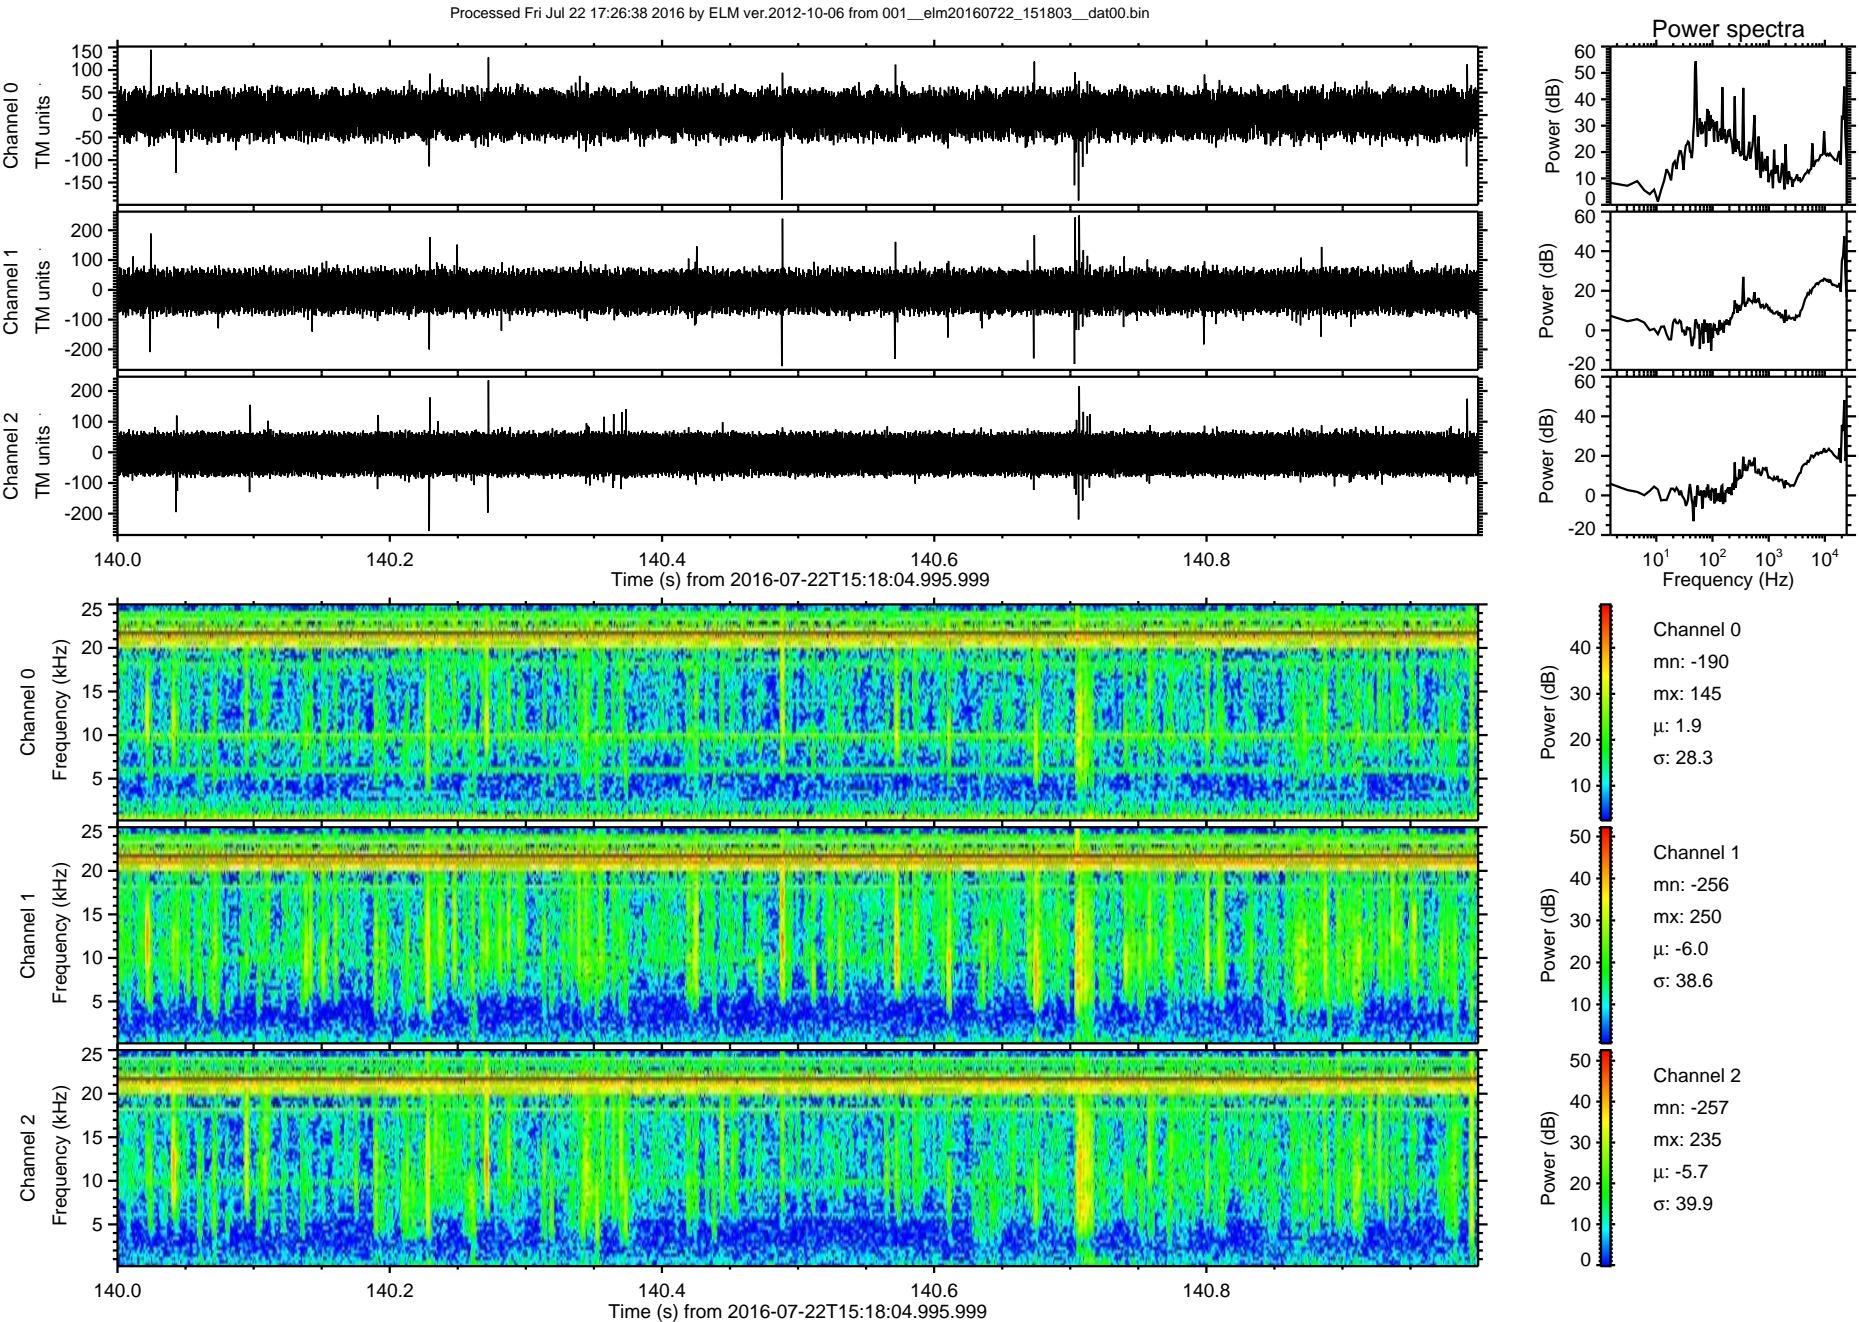 Processed Fri Jul 22 17:26:38 2016 by ELM ver.2012-10-06 from 001__elm20160722_151803__dat00.bin
Power spectra
Channel 0
TM units
150
100
50
0
-50
-100
-150
Power (dB)
60
50
40
30
20
10
0
Channel 1
TM units
200
100
0
-100
-200
Power (dB)
60
40
20
0
-20
Channel 2
TM units
200
100
0
-100
-200
Power (dB)
60
40
20
0
-20
140.0 140.2 140.4 140.6 140.8
Time (s) from 2016-07-22T15:18:04.995.999
10¹ 10² 10³ 10⁴
Frequency (Hz)
Channel 0
Frequency (kHz)
25
20
15
10
5
Power (dB)
40
30
20
10
Channel 0
mn: -190
mx: 145
μ: 1.9
σ: 28.3
Channel 1
Frequency (kHz)
25
20
15
10
5
Power (dB)
50
40
30
20
10
Channel 1
mn: -256
mx: 250
μ: -6.0
σ: 38.6
Channel 2
Frequency (kHz)
25
20
15
10
5
Power (dB)
50
40
30
20
10
0
Channel 2
mn: -257
mx: 235
μ: -5.7
σ: 39.9
140.0 140.2 140.4 140.6 140.8
Time (s) from 2016-07-22T15:18:04.995.999